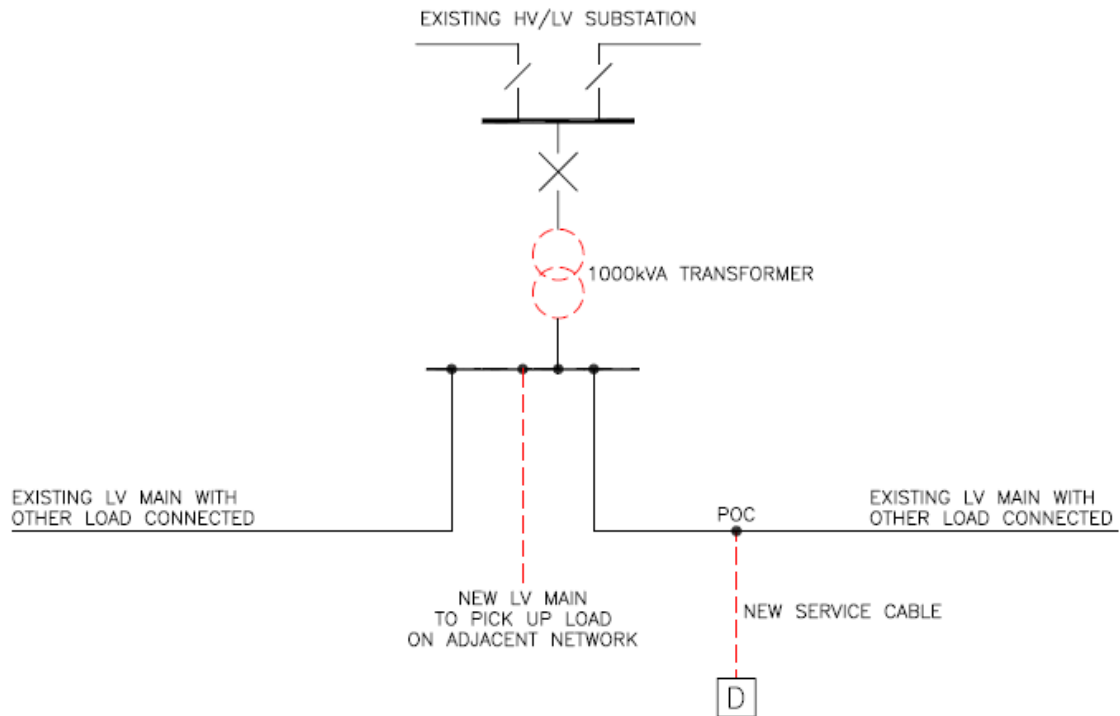 EXISTING HV/LV SUBSTATION
1000kVA TRANSFORMER
EXISTING LV MAIN WITH
OTHER LOAD CONNECTED
POC
EXISTING LV MAIN WITH
OTHER LOAD CONNECTED
NEW LV MAIN
TO PICK UP LOAD
ON ADJACENT NETWORK
NEW SERVICE CABLE
D